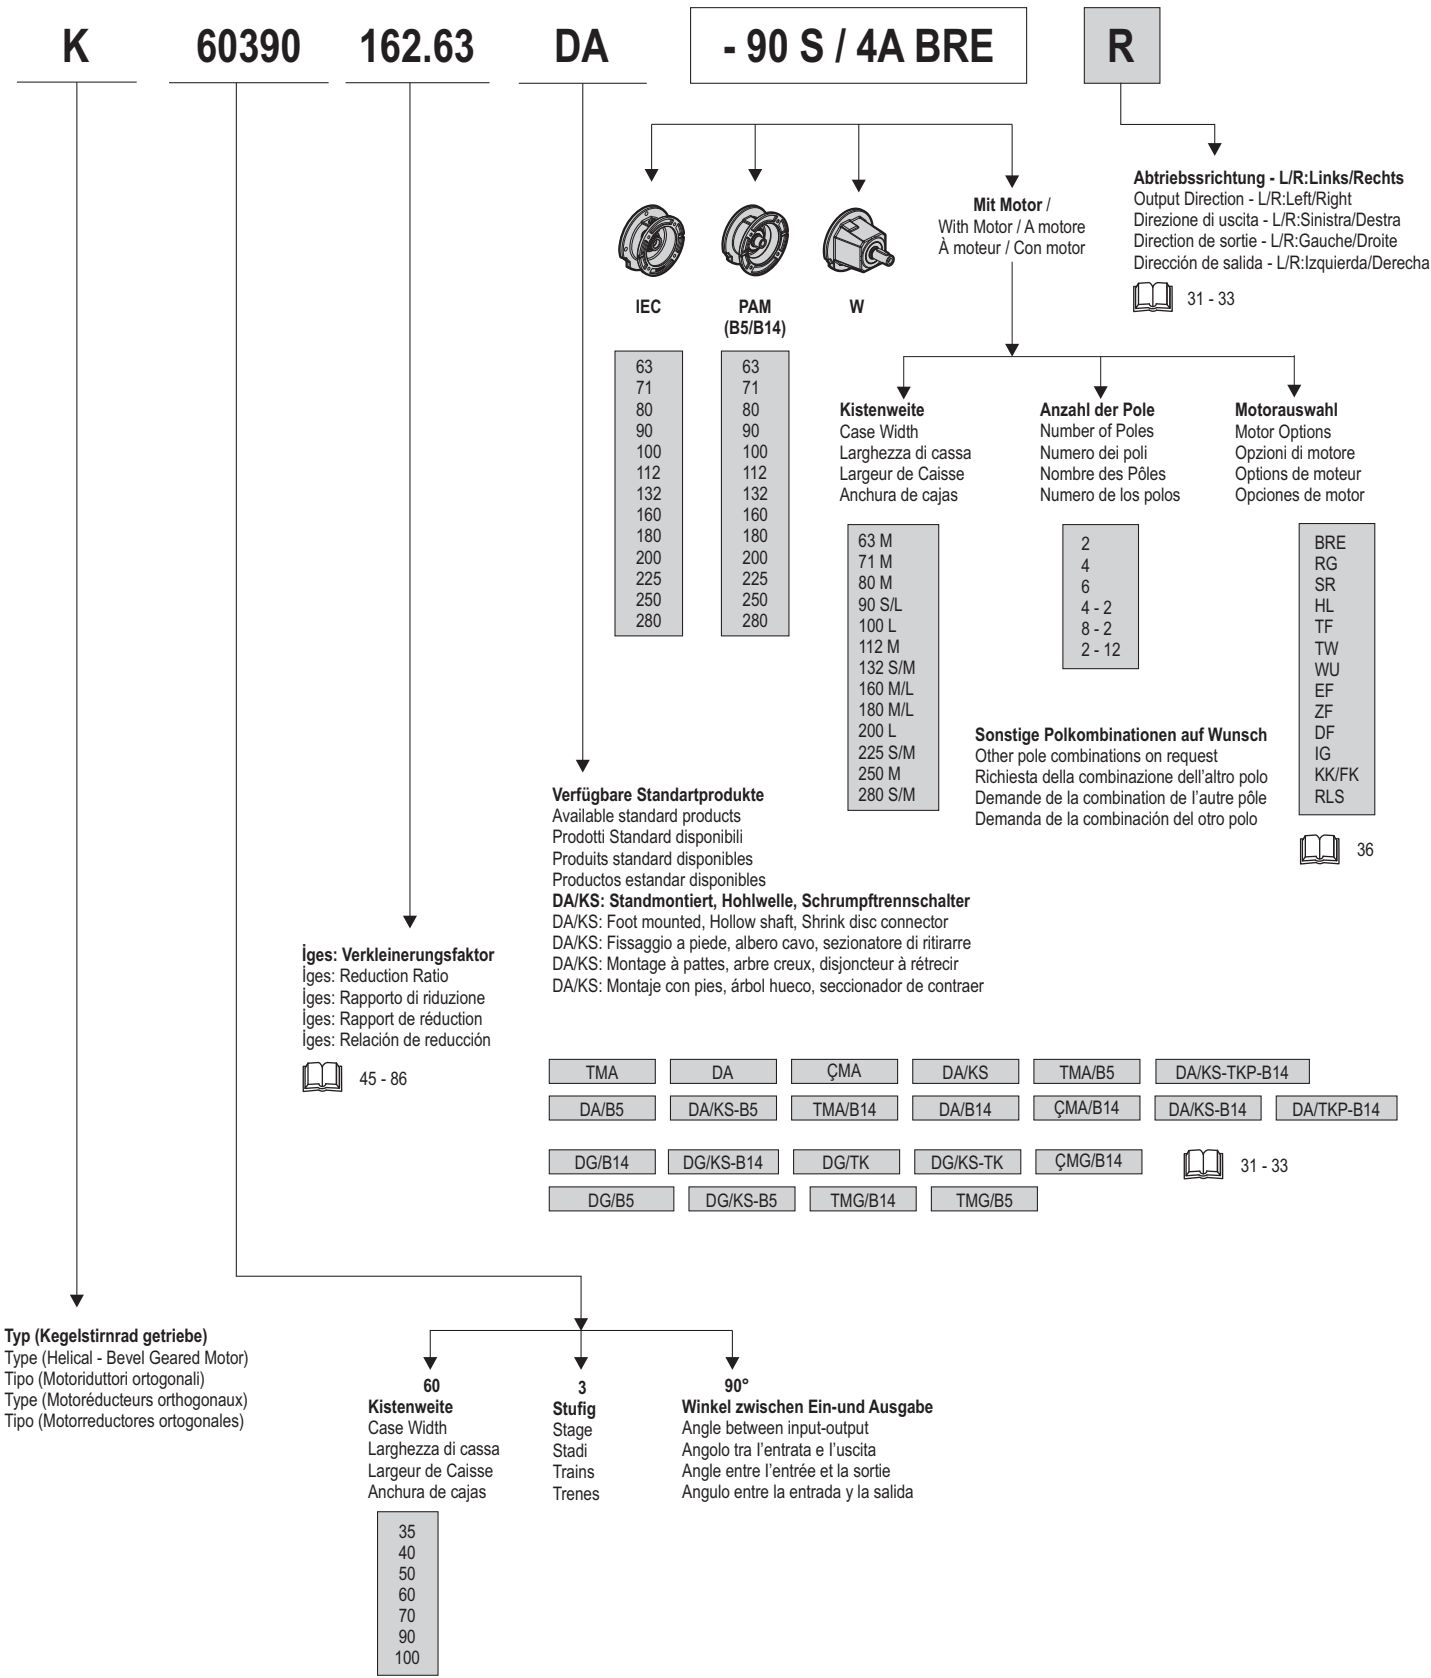 K 60390 162.63 DA - 90 S / 4A BRE R
Abtriebssrichtung - L/R:Links/Rechts
Output Direction - L/R:Left/Right
Direzione di uscita - L/R:Sinistra/Destra
Direction de sortie - L/R:Gauche/Droite
Dirección de salida - L/R:Izquierda/Derecha
31 - 33
Mit Motor /
With Motor / A motore
À moteur / Con motor
IEC
PAM
(B5/B14)
W
63
71
80
90
100
112
132
160
180
200
225
250
280
63
71
80
90
100
112
132
160
180
200
225
250
280
Kistenweite
Case Width
Larghezza di cassa
Largeur de Caisse
Anchura de cajas
63 M
71 M
80 M
90 S/L
100 L
112 M
132 S/M
160 M/L
180 M/L
200 L
225 S/M
250 M
280 S/M
Anzahl der Pole
Number of Poles
Numero dei poli
Nombre des Pôles
Numero de los polos
2
4
6
4 - 2
8 - 2
2 - 12
Sonstige Polkombinationen auf Wunsch
Other pole combinations on request
Richiesta della combinazione dell'altro polo
Demande de la combination de l'autre pôle
Demanda de la combinación del otro polo
Motorauswahl
Motor Options
Opzioni di motore
Options de moteur
Opciones de motor
BRE
RG
SR
HL
TF
TW
WU
EF
ZF
DF
IG
KK/FK
RLS
36
Verfügbare Standartprodukte
Available standard products
Prodotti Standard disponibili
Produits standard disponibles
Productos estandar disponibles
DA/KS: Standmontiert, Hohlwelle, Schrumpftrennschalter
DA/KS: Foot mounted, Hollow shaft, Shrink disc connector
DA/KS: Fissaggio a piede, albero cavo, sezionatore di ritirarre
DA/KS: Montage à pattes, arbre creux, disjoncteur à rétrecir
DA/KS: Montaje con pies, árbol hueco, seccionador de contraer
İges: Verkleinerungsfaktor
İges: Reduction Ratio
İges: Rapporto di riduzione
İges: Rapport de réduction
İges: Relación de reducción
45 - 86
TMA DA ÇMA DA/KS TMA/B5 DA/KS-TKP-B14
DA/B5 DA/KS-B5 TMA/B14 DA/B14 ÇMA/B14 DA/KS-B14 DA/TKP-B14
DG/B14 DG/KS-B14 DG/TK DG/KS-TK ÇMG/B14 31 - 33
DG/B5 DG/KS-B5 TMG/B14 TMG/B5
Typ (Kegelstirnrad getriebe)
Type (Helical - Bevel Geared Motor)
Tipo (Motoriduttori ortogonali)
Type (Motoréducteurs orthogonaux)
Tipo (Motorreductores ortogonales)
60
Kistenweite
Case Width
Larghezza di cassa
Largeur de Caisse
Anchura de cajas
35
40
50
60
70
90
100
3
Stufig
Stage
Stadi
Trains
Trenes
90°
Winkel zwischen Ein-und Ausgabe
Angle between input-output
Angolo tra l'entrata e l'uscita
Angle entre l'entrée et la sortie
Angulo entre la entrada y la salida